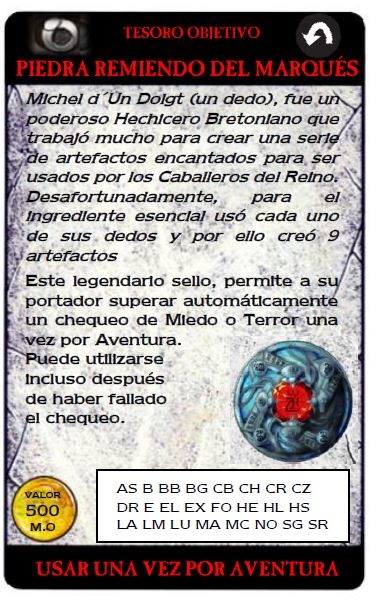 TESORO OBJETIVO
PIEDRA REMIENDO DEL MARQUÉS
Michel d´Un Doigt (un dedo), fue un
poderoso Hechicero Bretoniano que
trabajó mucho para crear una serie
de artefactos encantados para ser
usados por los Caballeros del Reino.
Desafortunadamente, para el
ingrediente esencial usó cada uno
de sus dedos y por ello creó 9
artefactos
Este legendario sello, permite a su
portador superar automáticamente
un chequeo de Miedo o Terror una
vez por Aventura.
Puede utilizarse
incluso después
de haber fallado
el chequeo.
VALOR
500
M.O
AS B BB BG CB CH CR CZ
DR E EL EX FO HE HL HS
LA LM LU MA MC NO SG SR
USAR UNA VEZ POR AVENTURA